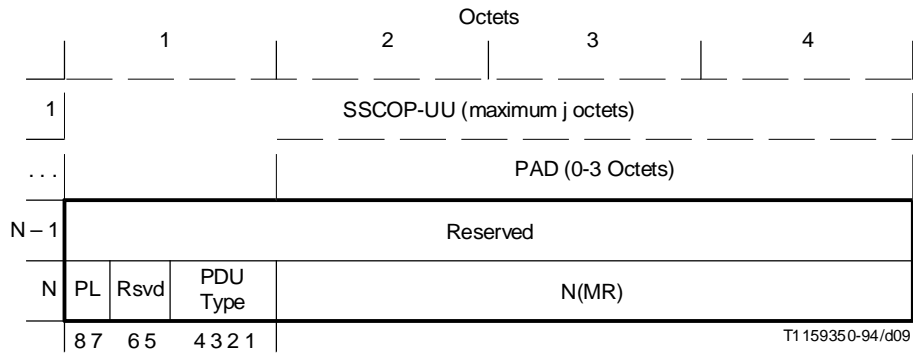 Octets
1 2 3 4
1 SSCOP-UU (maximum j octets)
. . . PAD (0-3 Octets)
N – 1 Reserved
N PL Rsvd PDU Type N(MR)
8 7 6 5 4 3 2 1
T1159350-94/d09